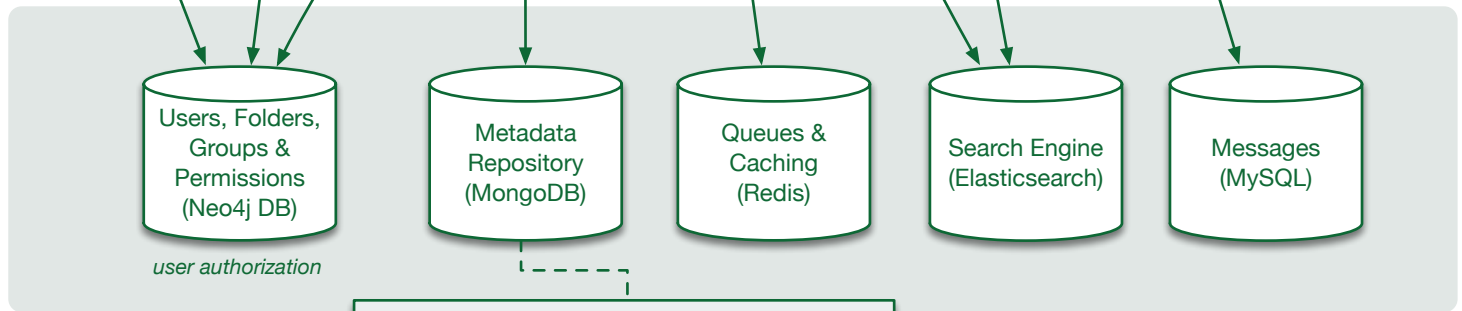 Users, Folders,
Groups &
Permissions
(Neo4j DB)
user authorization
Metadata
Repository
(MongoDB)
Queues &
Caching
(Redis)
Search Engine
(Elasticsearch)
Messages
(MySQL)